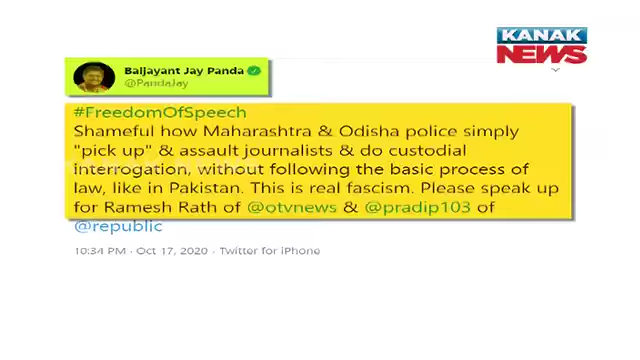 KANAK
NEWS
Baijayant Jay Panda
@PandaJay
#FreedomOfSpeech
Shameful how Maharashtra & Odisha police simply
"pick up" & assault journalists & do custodial
interrogation, without following the basic process of
law, like in Pakistan. This is real fascism. Please speak up
for Ramesh Rath of @otvnews & @pradip103 of
@republic
10:34 PM · Oct 17, 2020 · Twitter for iPhone